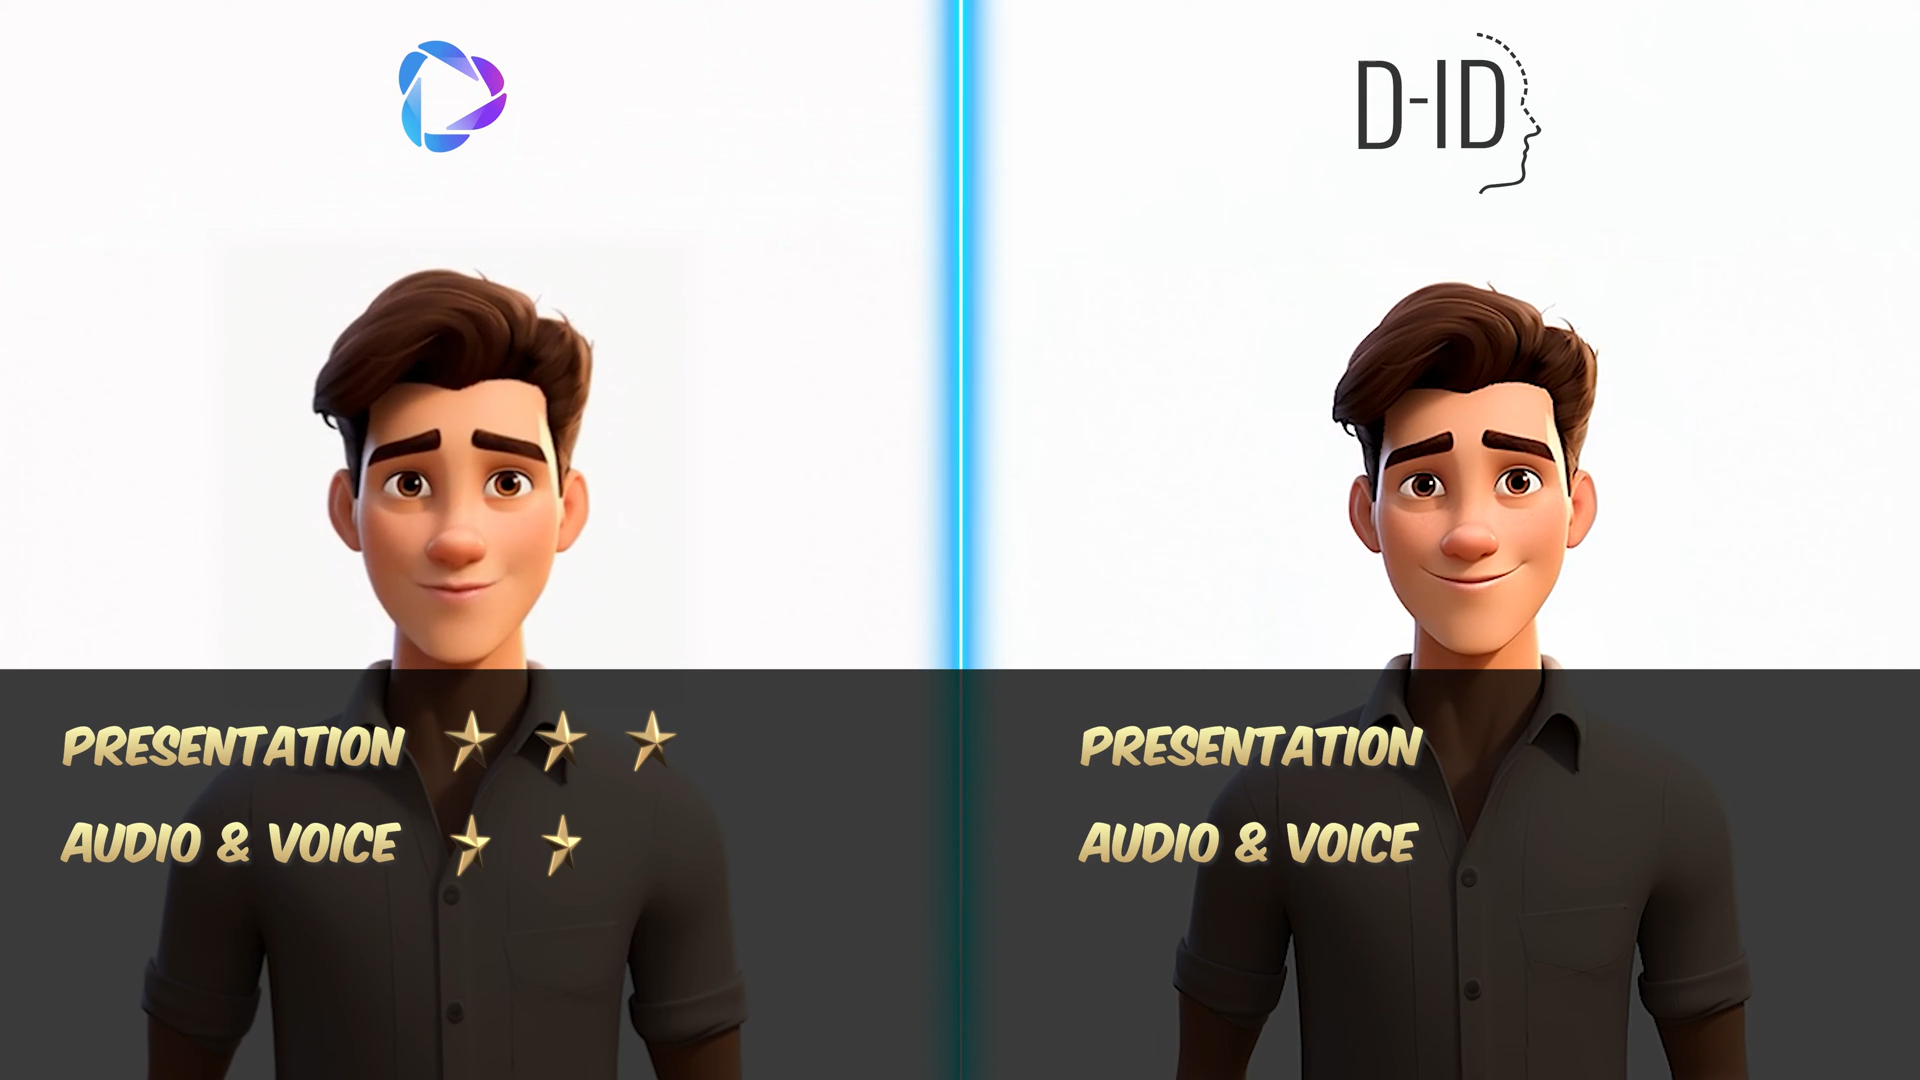 D-ID
PRESENTATION
AUDIO & VOICE
PRESENTATION
AUDIO & VOICE